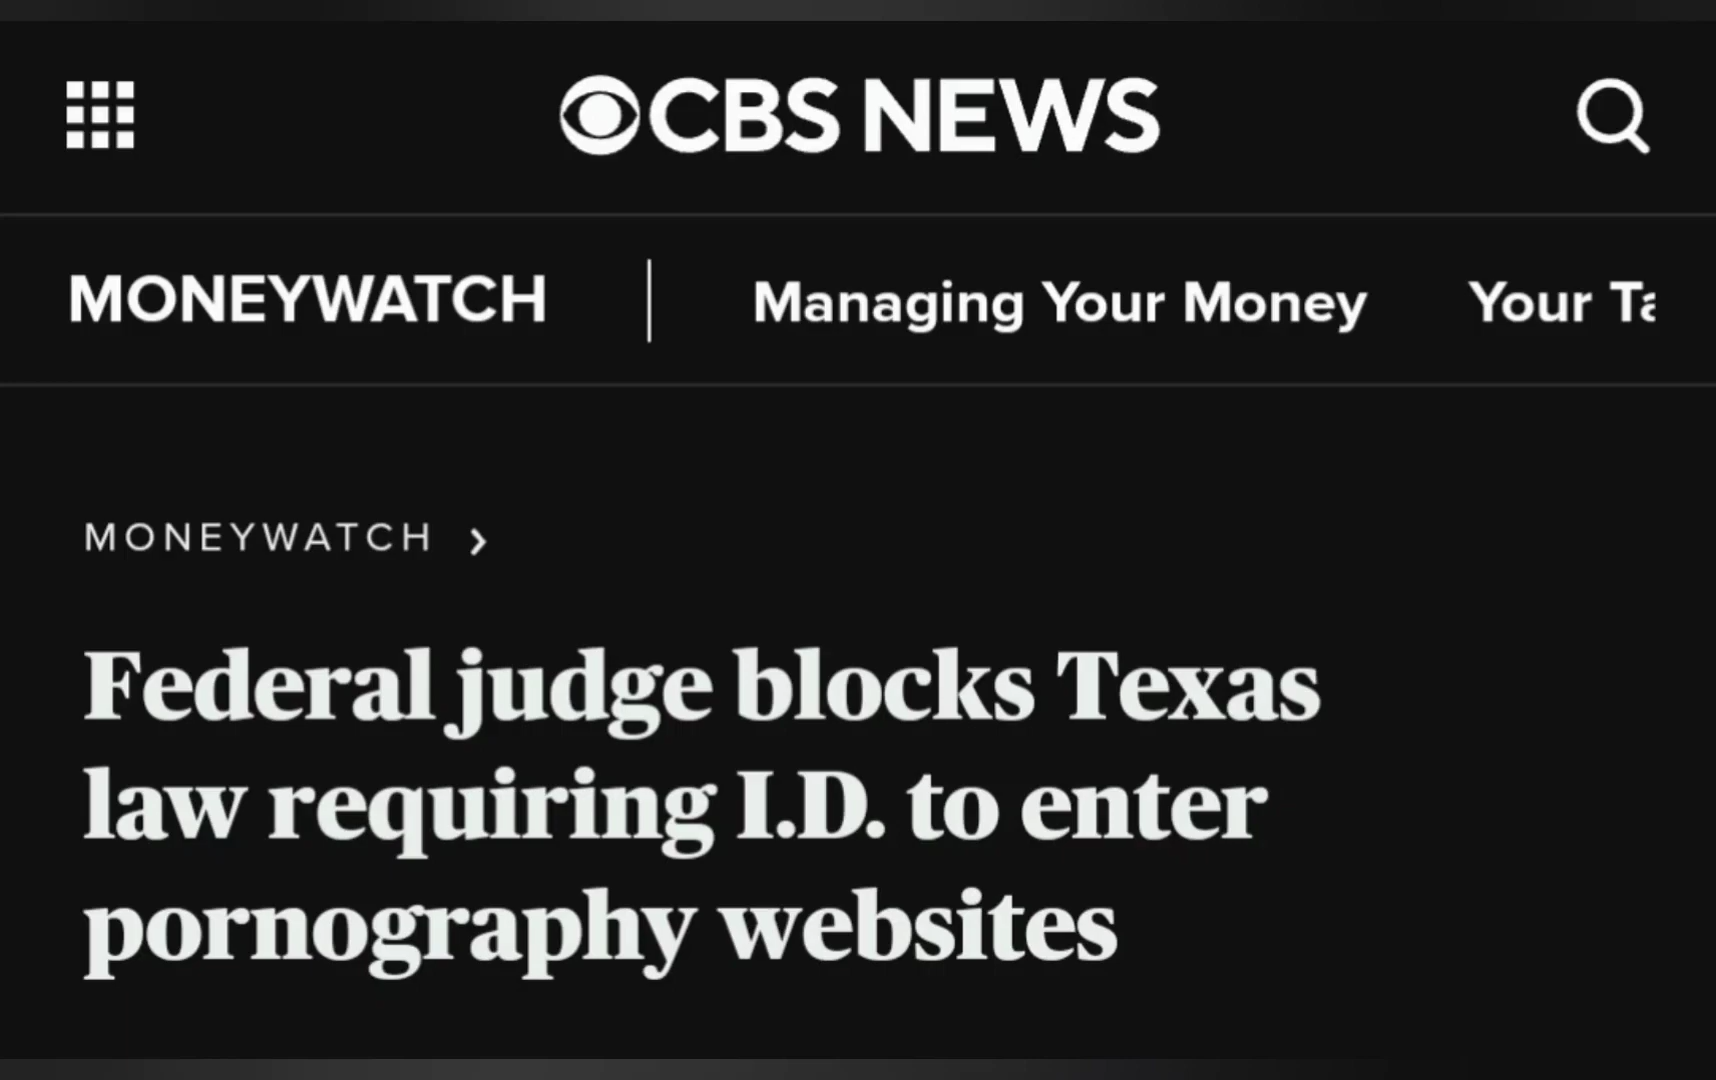 CBS NEWS
MONEYWATCH | Managing Your Money Your Ta
MONEYWATCH >
Federal judge blocks Texas
law requiring I.D. to enter
pornography websites